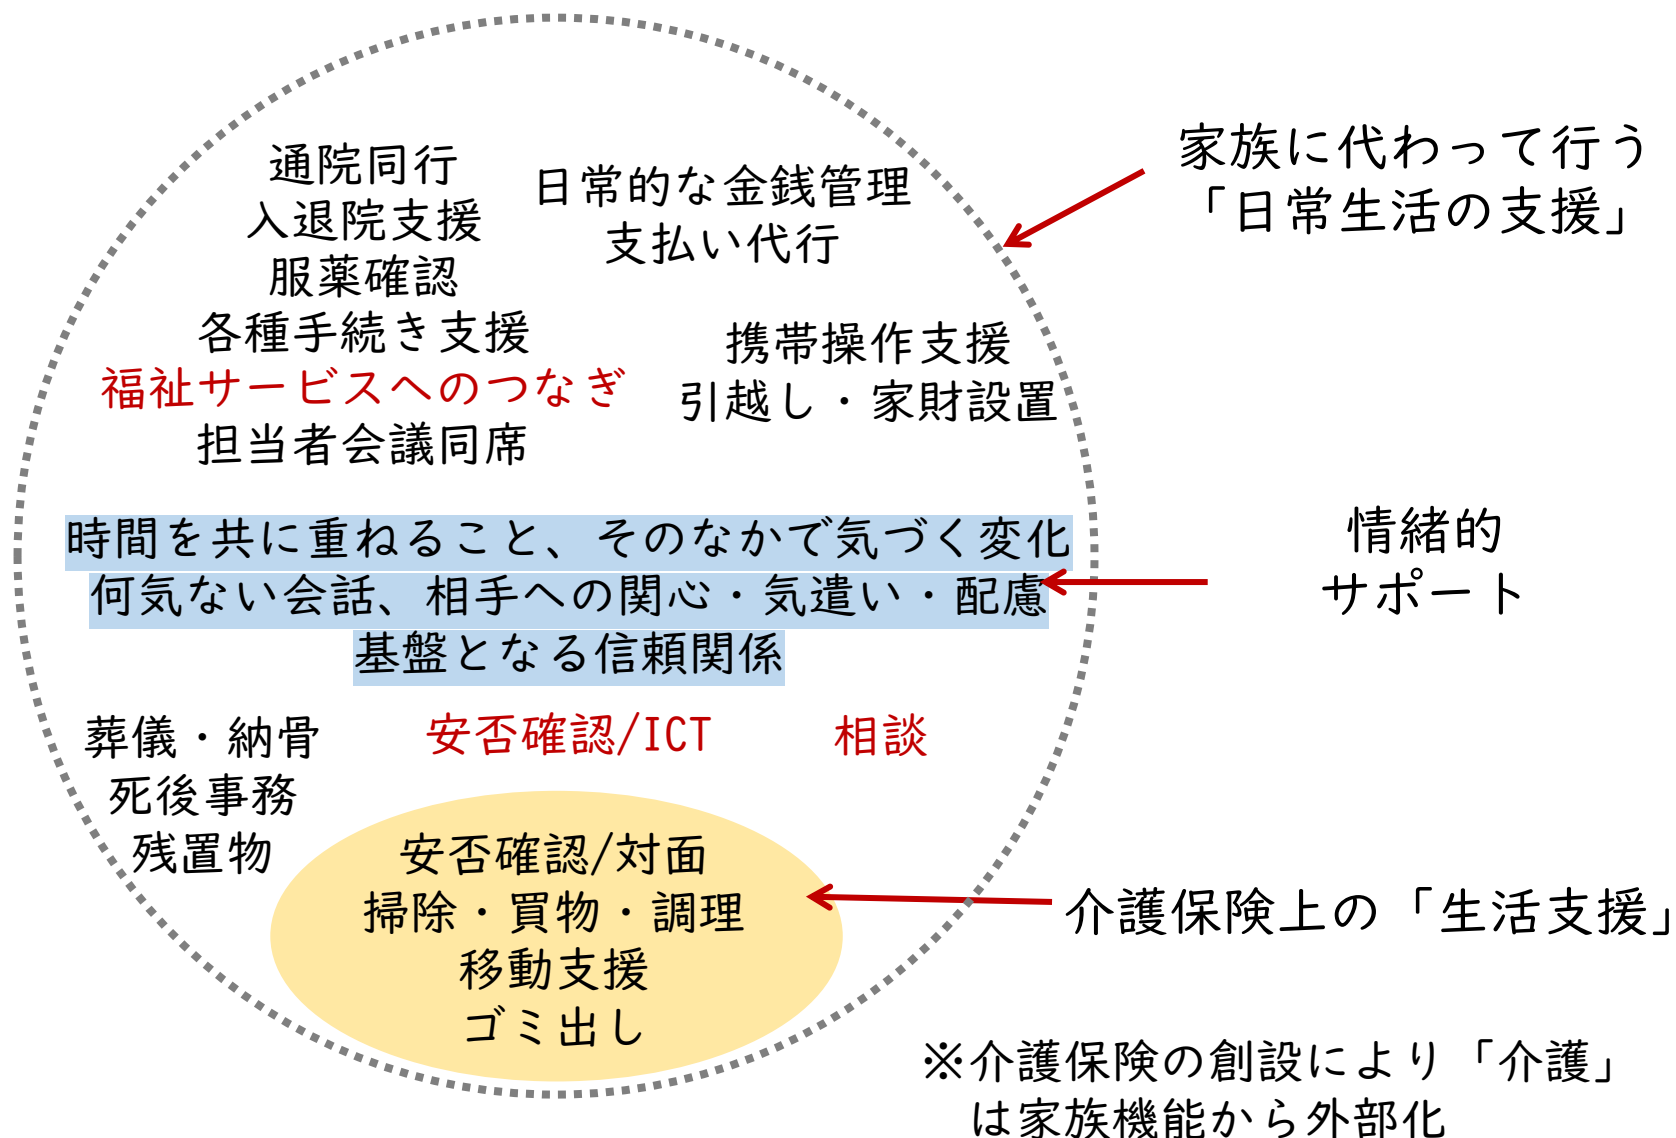 家族に代わって行う
「日常生活の支援」
通院同行
入退院支援
服薬確認
各種手続き支援
福祉サービスへのつなぎ
担当者会議同席
日常的な金銭管理
支払い代行
携帯操作支援
引越し・家財設置
時間を共に重ねること、そのなかで気づく変化
何気ない会話、相手への関心・気遣い・配慮
基盤となる信頼関係
情緒的
サポート
葬儀・納骨
死後事務
残置物
安否確認/ICT
相談
安否確認/対面
掃除・買物・調理
移動支援
ゴミ出し
介護保険上の「生活支援」
※介護保険の創設により「介護」
は家族機能から外部化